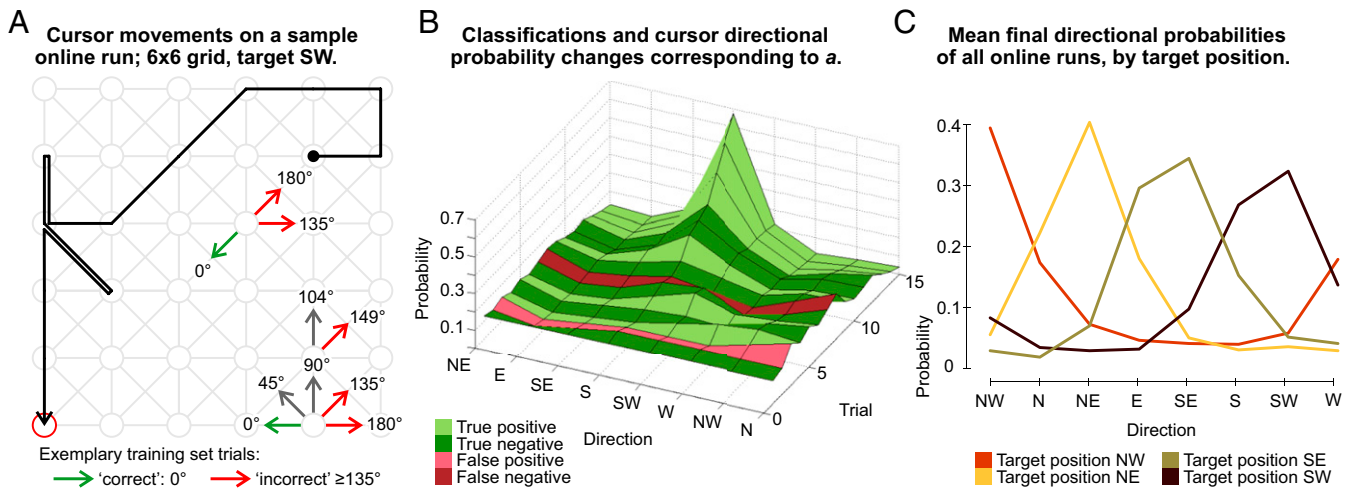 A
Cursor movements on a sample
online run; 6x6 grid, target SW.
180°
135°
0°
104°
149°
90°
45°
135°
0°
180°
Exemplary training set trials:
'correct': 0°
'incorrect' ≥135°
B
Classifications and cursor directional
probability changes corresponding to a.
Probability
0.7
0.5
0.3
0.1
NE
E
SE
S
SW
W
NW
N
Direction
0
5
10
15
Trial
True positive
True negative
False positive
False negative
C
Mean final directional probabilities
of all online runs, by target position.
Probability
0.4
0.3
0.2
0.1
0
NW
N
NE
E
SE
S
SW
W
Direction
Target position NW
Target position NE
Target position SE
Target position SW